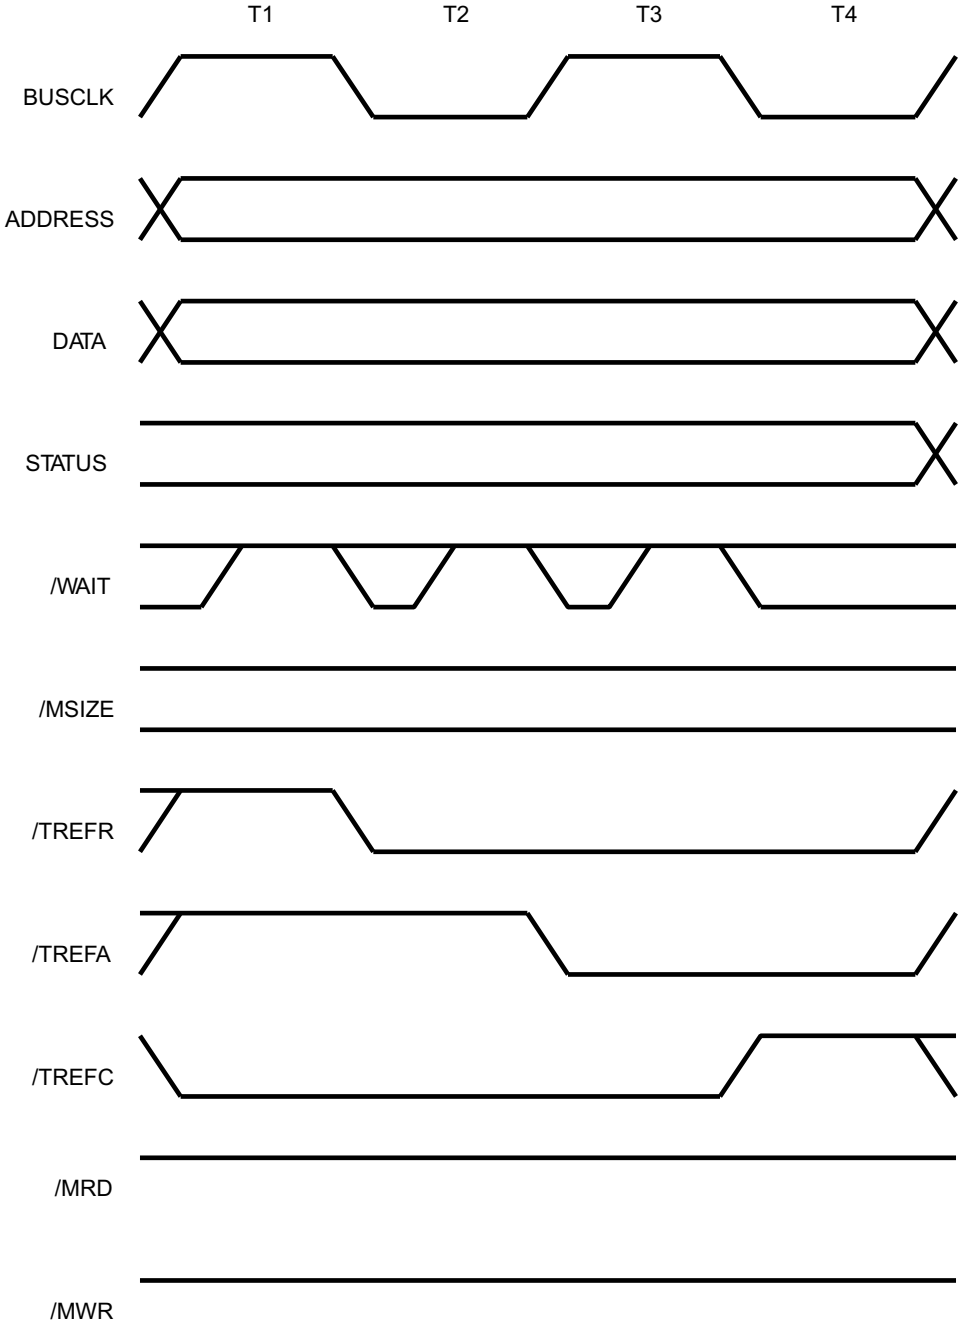 T1 T2 T3 T4
BUSCLK
ADDRESS
DATA
STATUS
/WAIT
/MSIZE
/TREFR
/TREFA
/TREFC
/MRD
/MWR